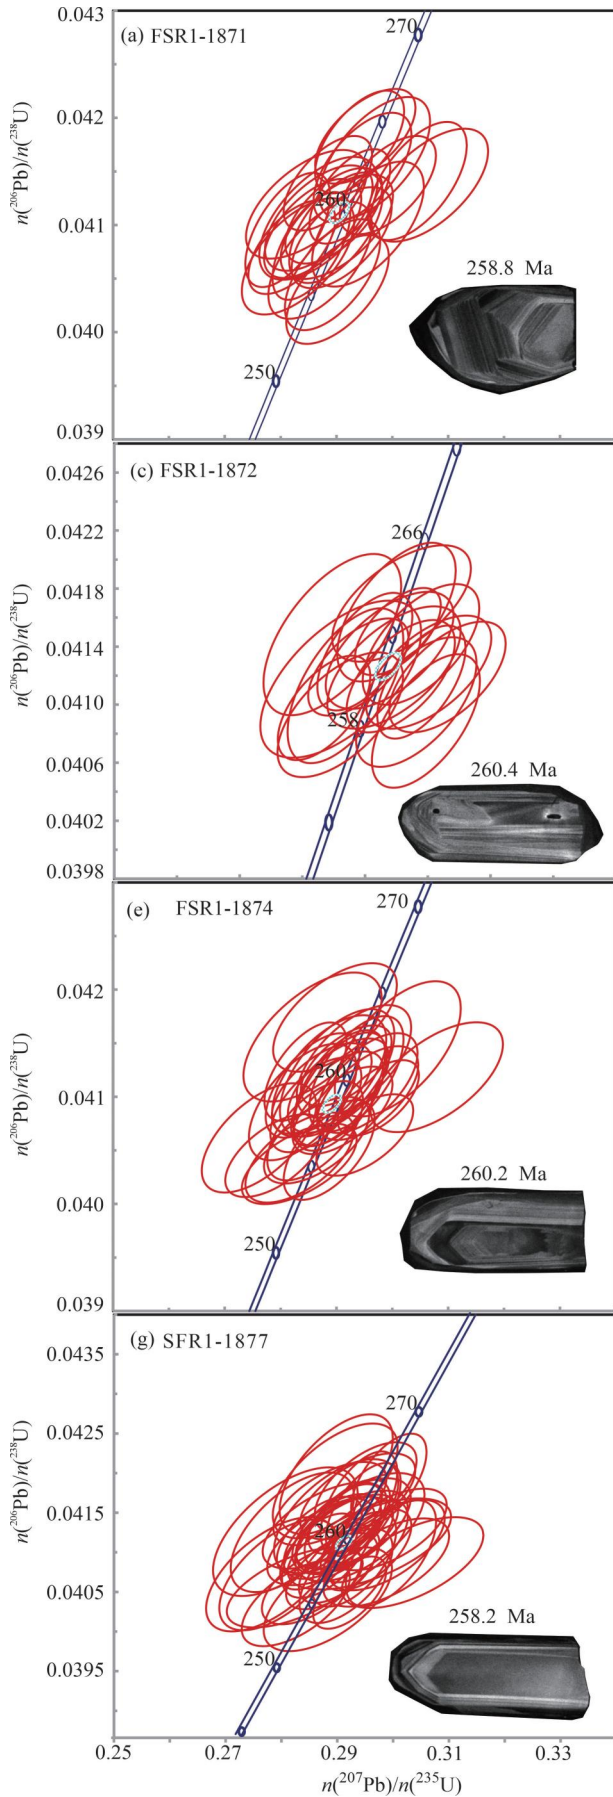 (a) FSR1-1871
0.043
0.042
0.041
0.040
0.039
n(²⁰⁶Pb)/n(²³⁸U)
270
260
250
258.8 Ma
(c) FSR1-1872
0.0426
0.0422
0.0418
0.0414
0.0410
0.0406
0.0402
0.0398
n(²⁰⁶Pb)/n(²³⁸U)
266
258
260.4 Ma
(e) FSR1-1874
0.042
0.041
0.040
0.039
n(²⁰⁶Pb)/n(²³⁸U)
270
260
250
260.2 Ma
(g) SFR1-1877
0.0435
0.0425
0.0415
0.0405
0.0395
n(²⁰⁶Pb)/n(²³⁸U)
270
260
250
258.2 Ma
0.25 0.27 0.29 0.31 0.33
n(²⁰⁷Pb)/n(²³⁵U)